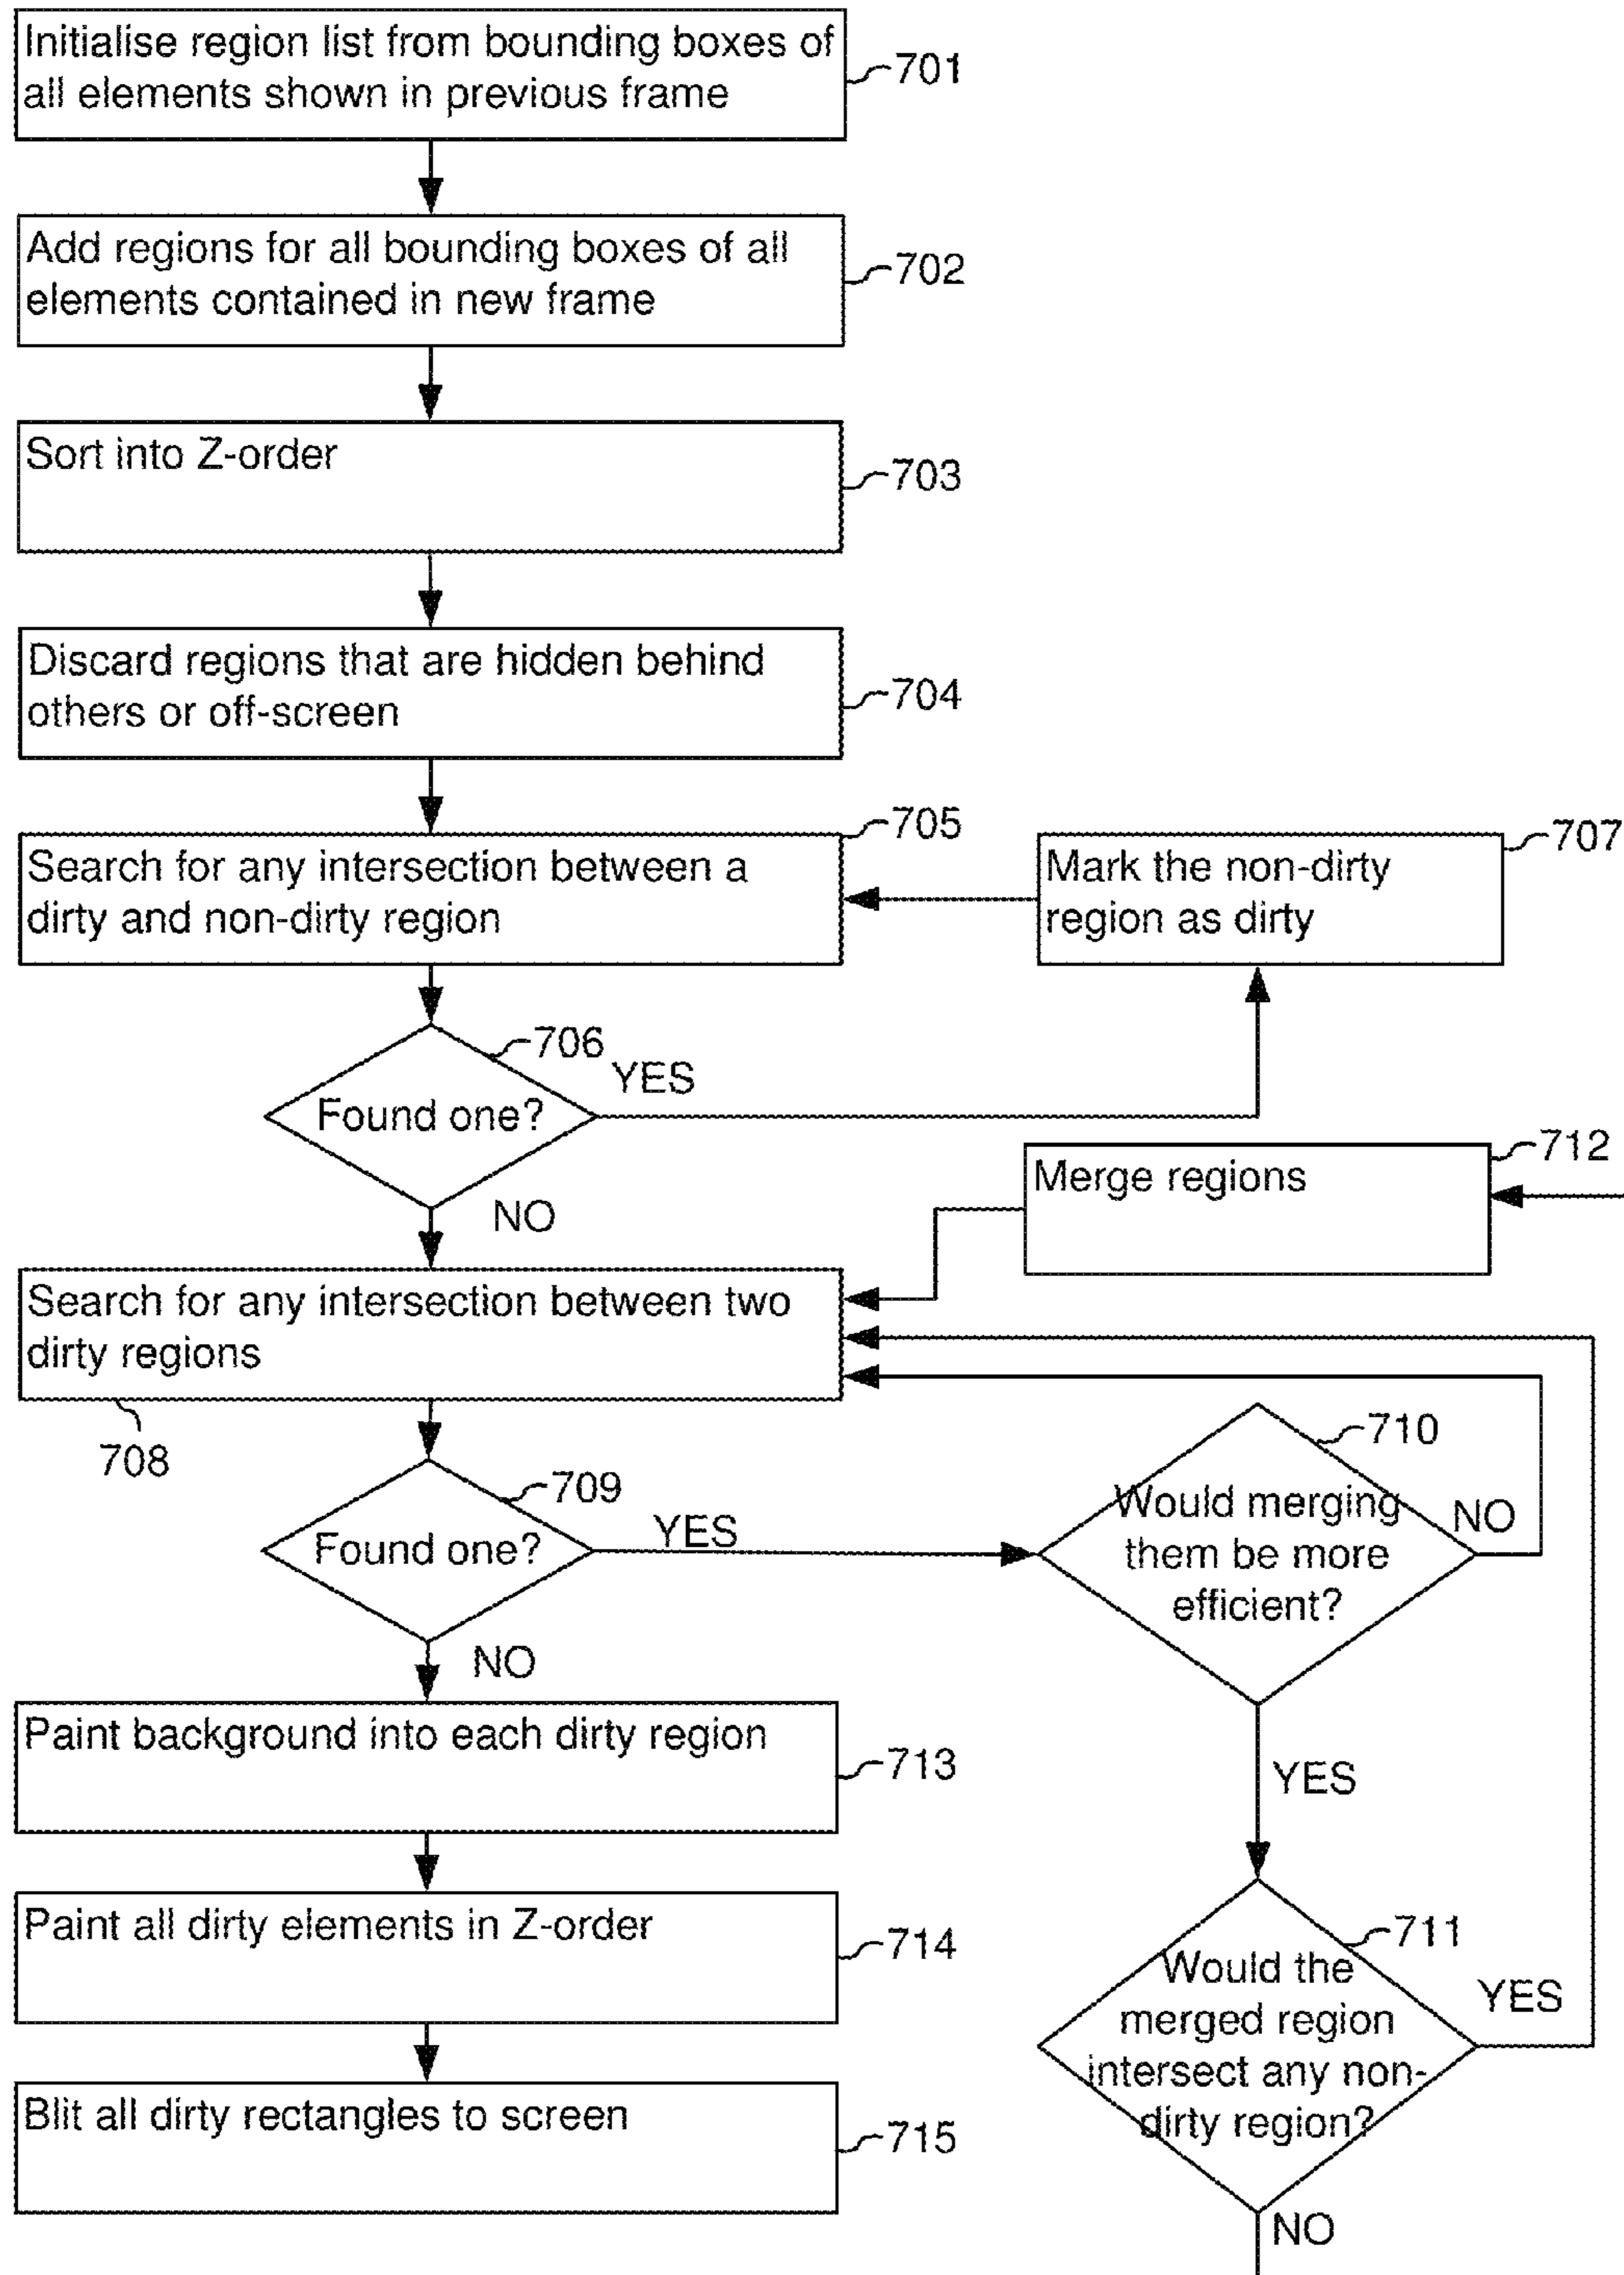 Initialise region list from bounding boxes of
all elements shown in previous frame
701
Add regions for all bounding boxes of all
elements contained in new frame
702
Sort into Z-order
703
Discard regions that are hidden behind
others or off-screen
704
Search for any intersection between a
dirty and non-dirty region
705
Mark the non-dirty
region as dirty
707
706
YES
Found one?
NO
Merge regions
712
Search for any intersection between two
dirty regions
708
709
YES
Found one?
NO
710
Would merging
them be more
efficient?
NO
YES
Paint background into each dirty region
713
Paint all dirty elements in Z-order
714
711
Would the
merged region
intersect any non-
dirty region?
YES
NO
Blit all dirty rectangles to screen
715